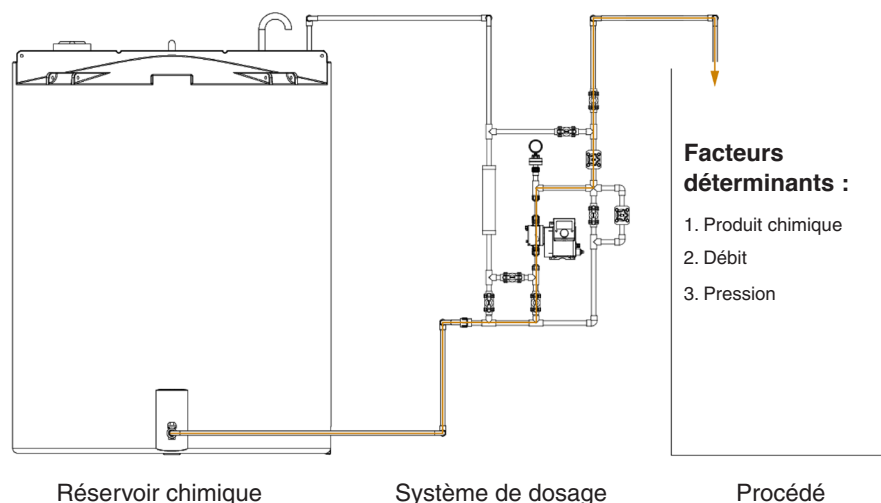 Facteurs
déterminants :
1. Produit chimique
2. Débit
3. Pression
Réservoir chimique
Système de dosage
Procédé